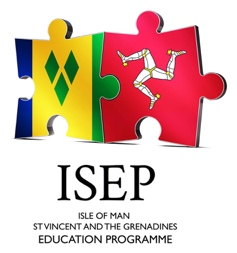 ISEP
ISLE OF MAN
ST VINCENT AND THE GRENADINES
EDUCATION PROGRAMME